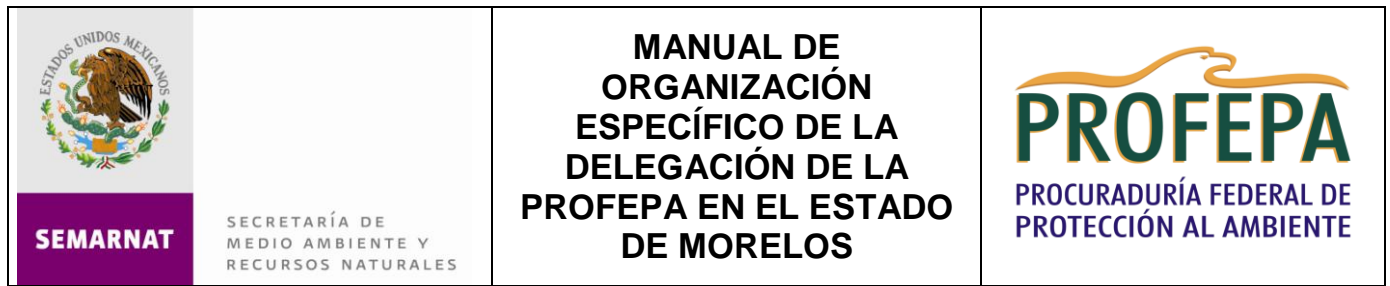 ESTADOS UNIDOS MEXICANOS
SEMARNAT
SECRETARÍA DE
MEDIO AMBIENTE Y
RECURSOS NATURALES
MANUAL DE
ORGANIZACIÓN
ESPECÍFICO DE LA
DELEGACIÓN DE LA
PROFEPA EN EL ESTADO
DE MORELOS
PROFEPA
PROCURADURÍA FEDERAL DE
PROTECCIÓN AL AMBIENTE